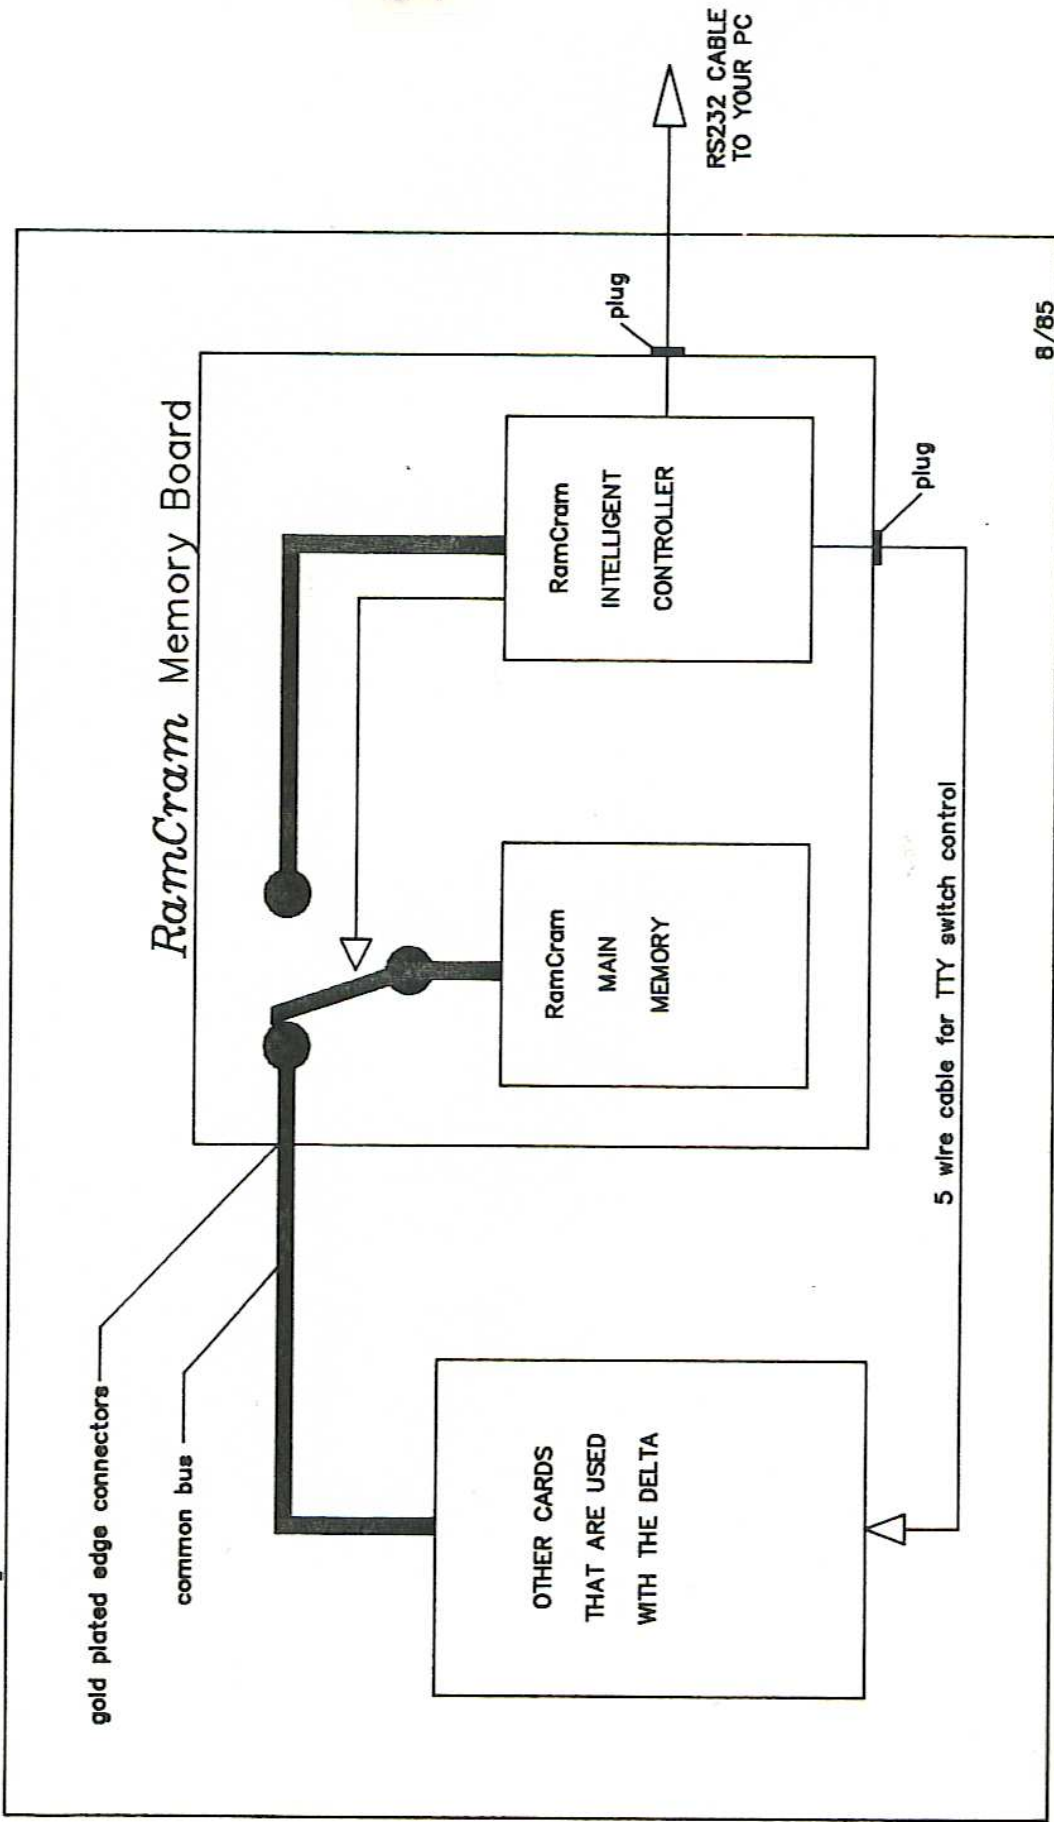 RamCram Memory Board
gold plated edge connectors
common bus
OTHER CARDS
THAT ARE USED
WITH THE DELTA
RamCram
MAIN
MEMORY
RamCram
INTELLIGENT
CONTROLLER
plug
RS232 CABLE
TO YOUR PC
plug
5 wire cable for TTY switch control
8/85